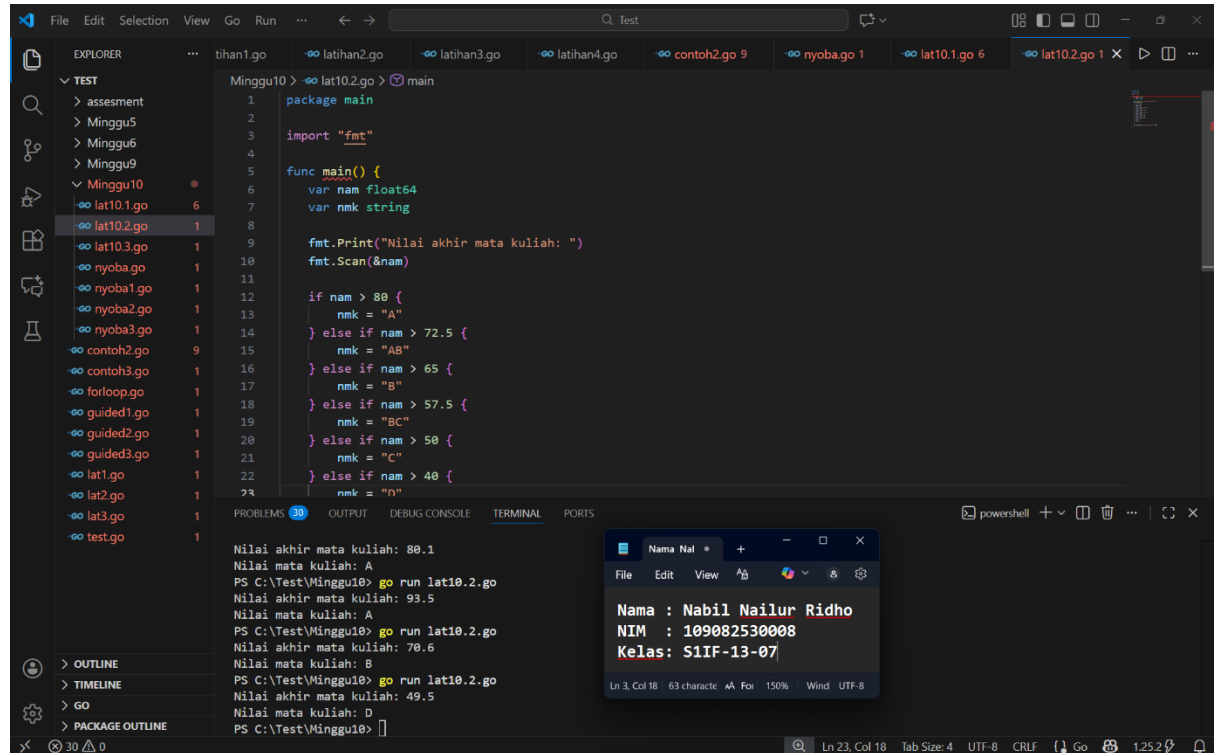 File Edit Selection View Go Run ··· Test
EXPLORER ··· tihan1.go latihan2.go latihan3.go latihan4.go contoh2.go 9 nyoba.go 1 lat10.1.go 6 lat10.2.go 1
TEST
assesment
Minggu5
Minggu6
Minggu9
Minggu10
lat10.1.go 6
lat10.2.go 1
lat10.3.go 1
nyoba.go 1
nyoba1.go 1
nyoba2.go 1
nyoba3.go 1
contoh2.go 9
contoh3.go 1
forloop.go 1
guided1.go 1
guided2.go 1
guided3.go 1
lat1.go 1
lat2.go 1
lat3.go 1
test.go 1
OUTLINE
TIMELINE
GO
PACKAGE OUTLINE
Minggu10 > lat10.2.go > main
1 package main
2
3 import "fmt"
4
5 func main() {
6 var nam float64
7 var nmk string
8
9 fmt.Print("Nilai akhir mata kuliah: ")
10 fmt.Scan(&nam)
11
12 if nam > 80 {
13 nmk = "A"
14 } else if nam > 72.5 {
15 nmk = "AB"
16 } else if nam > 65 {
17 nmk = "B"
18 } else if nam > 57.5 {
19 nmk = "BC"
20 } else if nam > 50 {
21 nmk = "C"
22 } else if nam > 40 {
23 nmk = "D"
PROBLEMS 30 OUTPUT DEBUG CONSOLE TERMINAL PORTS powershell
Nilai akhir mata kuliah: 80.1
Nilai mata kuliah: A
PS C:\Test\Minggu10> go run lat10.2.go
Nilai akhir mata kuliah: 93.5
Nilai mata kuliah: A
PS C:\Test\Minggu10> go run lat10.2.go
Nilai akhir mata kuliah: 70.6
Nilai mata kuliah: B
PS C:\Test\Minggu10> go run lat10.2.go
Nilai akhir mata kuliah: 49.5
Nilai mata kuliah: D
PS C:\Test\Minggu10>
Nama Nal
File Edit View
Nama : Nabil Nailur Ridho
NIM : 109082530008
Kelas: S1IF-13-07
Ln 3, Col 18 63 characte For 150% Wind UTF-8
30 0 Ln 23, Col 18 Tab Size: 4 UTF-8 CRLF Go 1.25.2